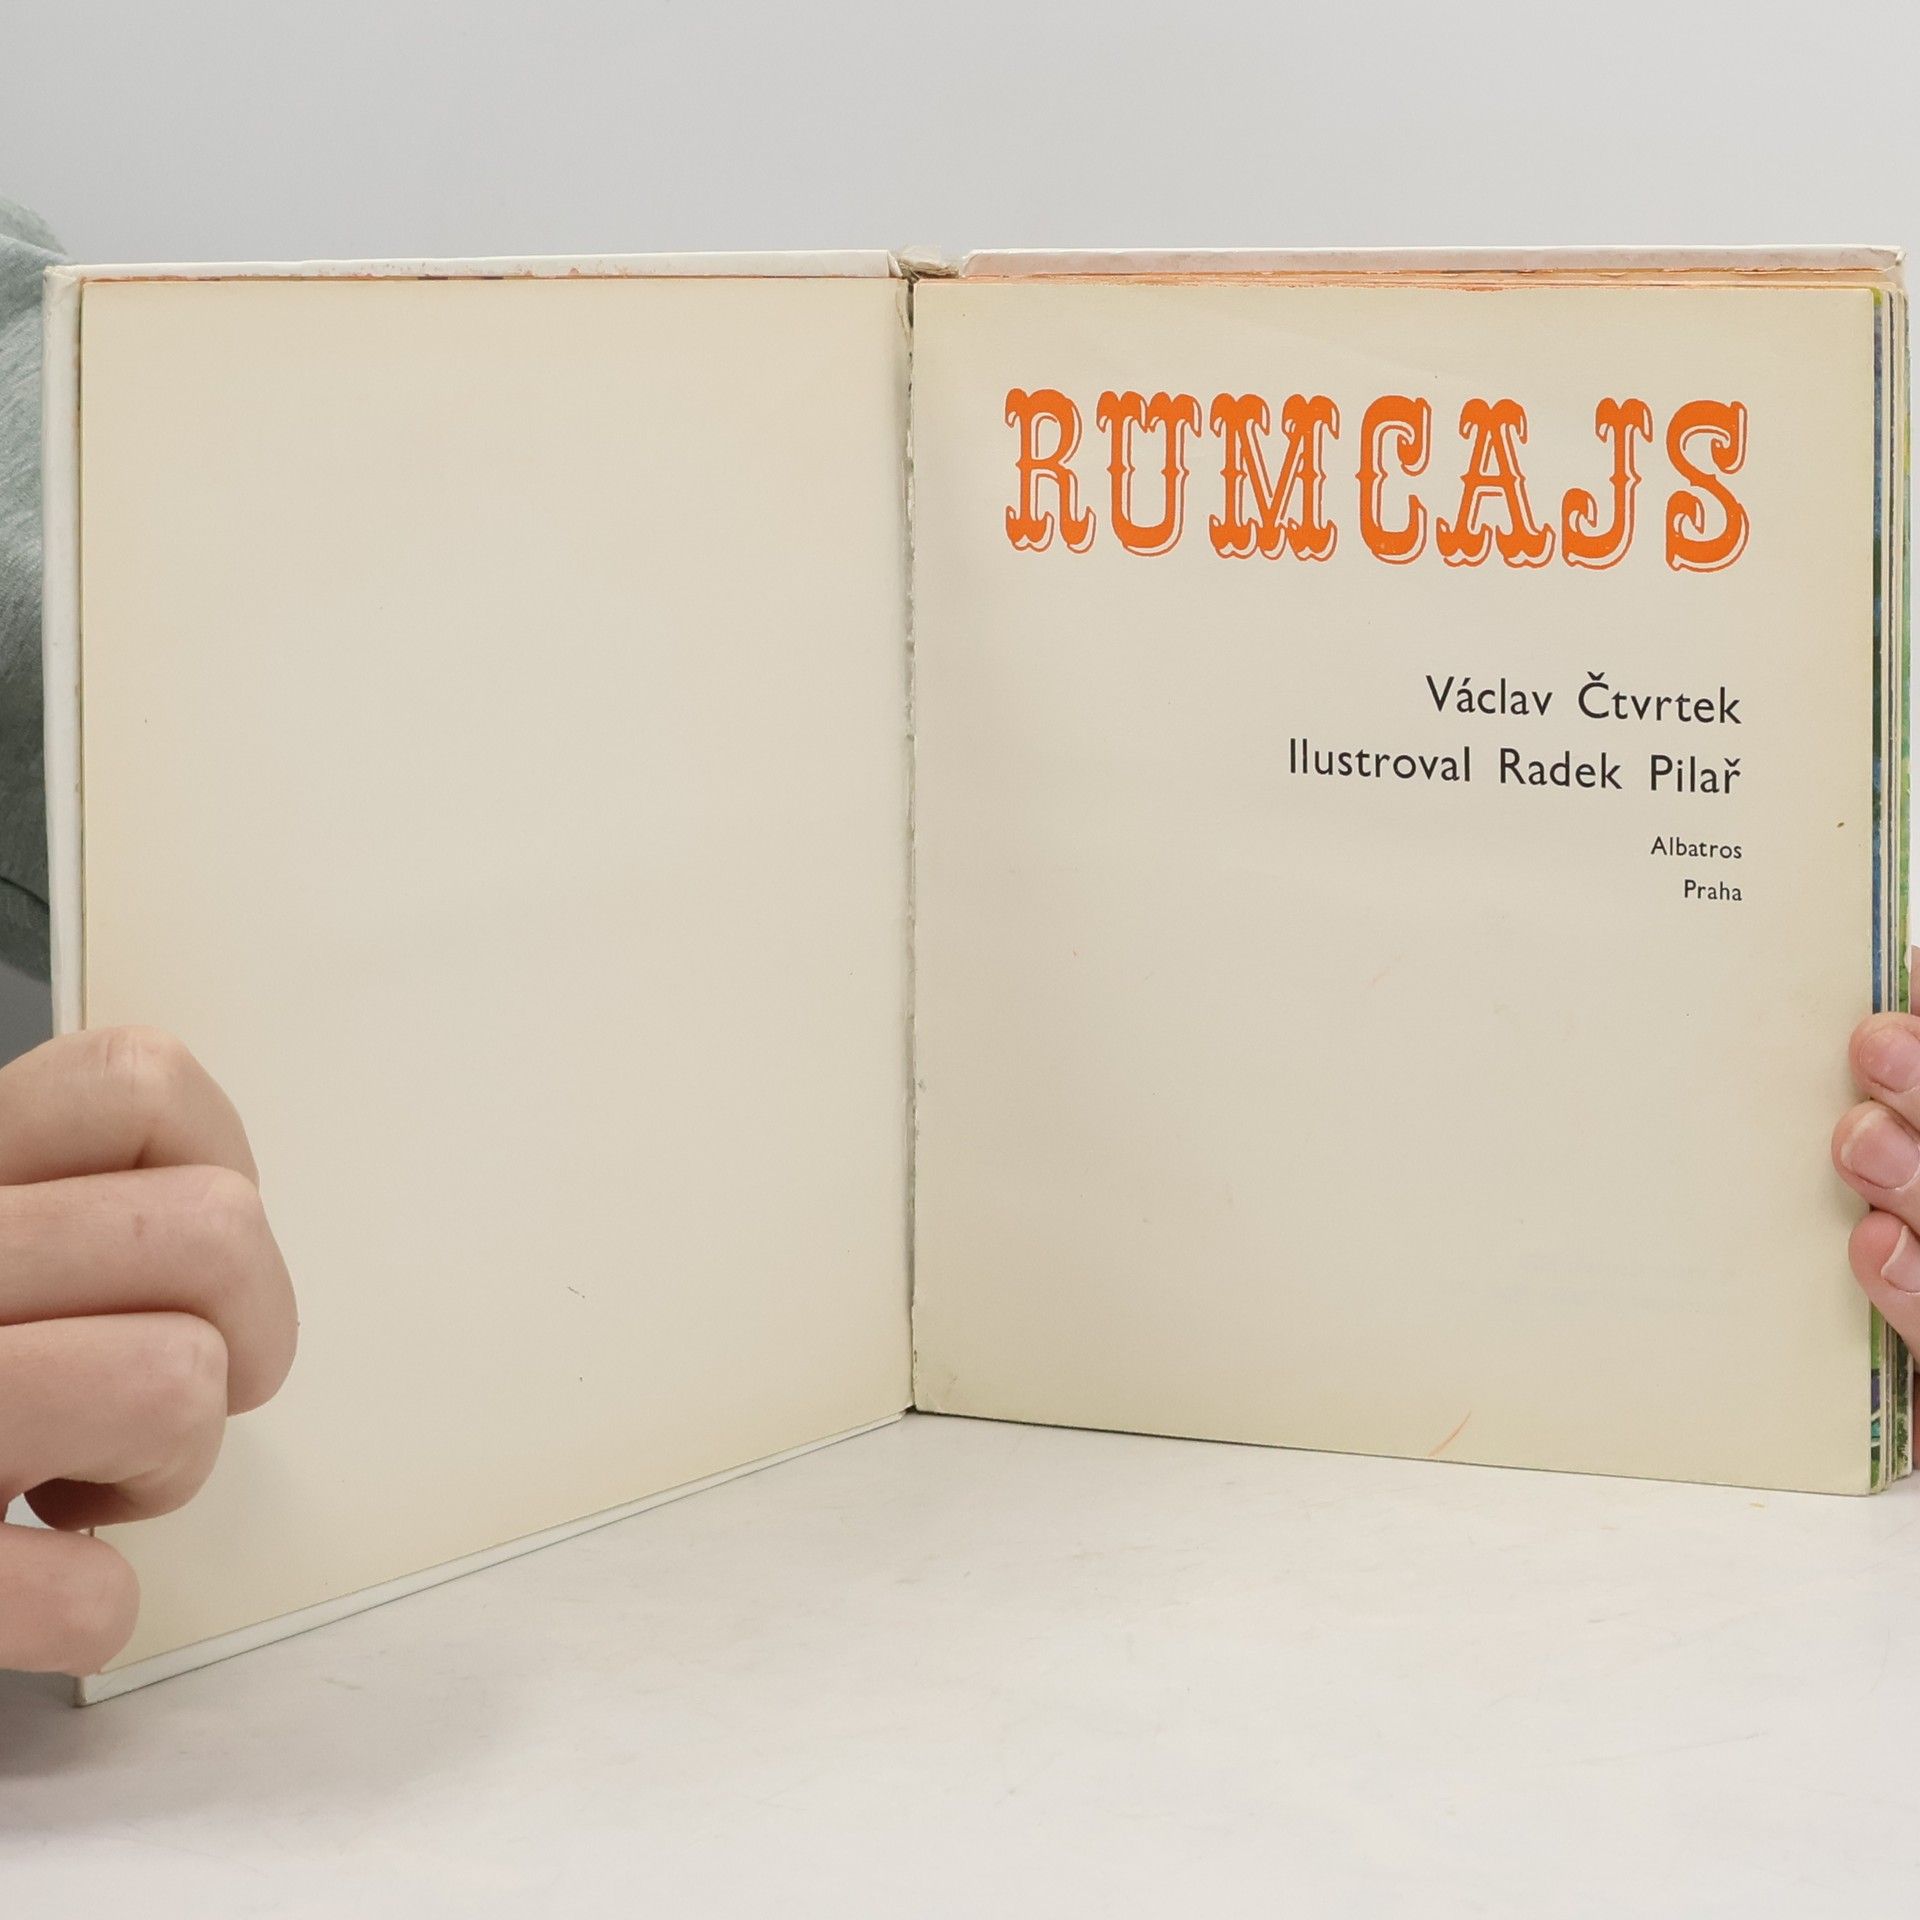 RUMCAJS
Václav Čtvrtek
Ilustroval Radek Pilař
Albatros
Praha